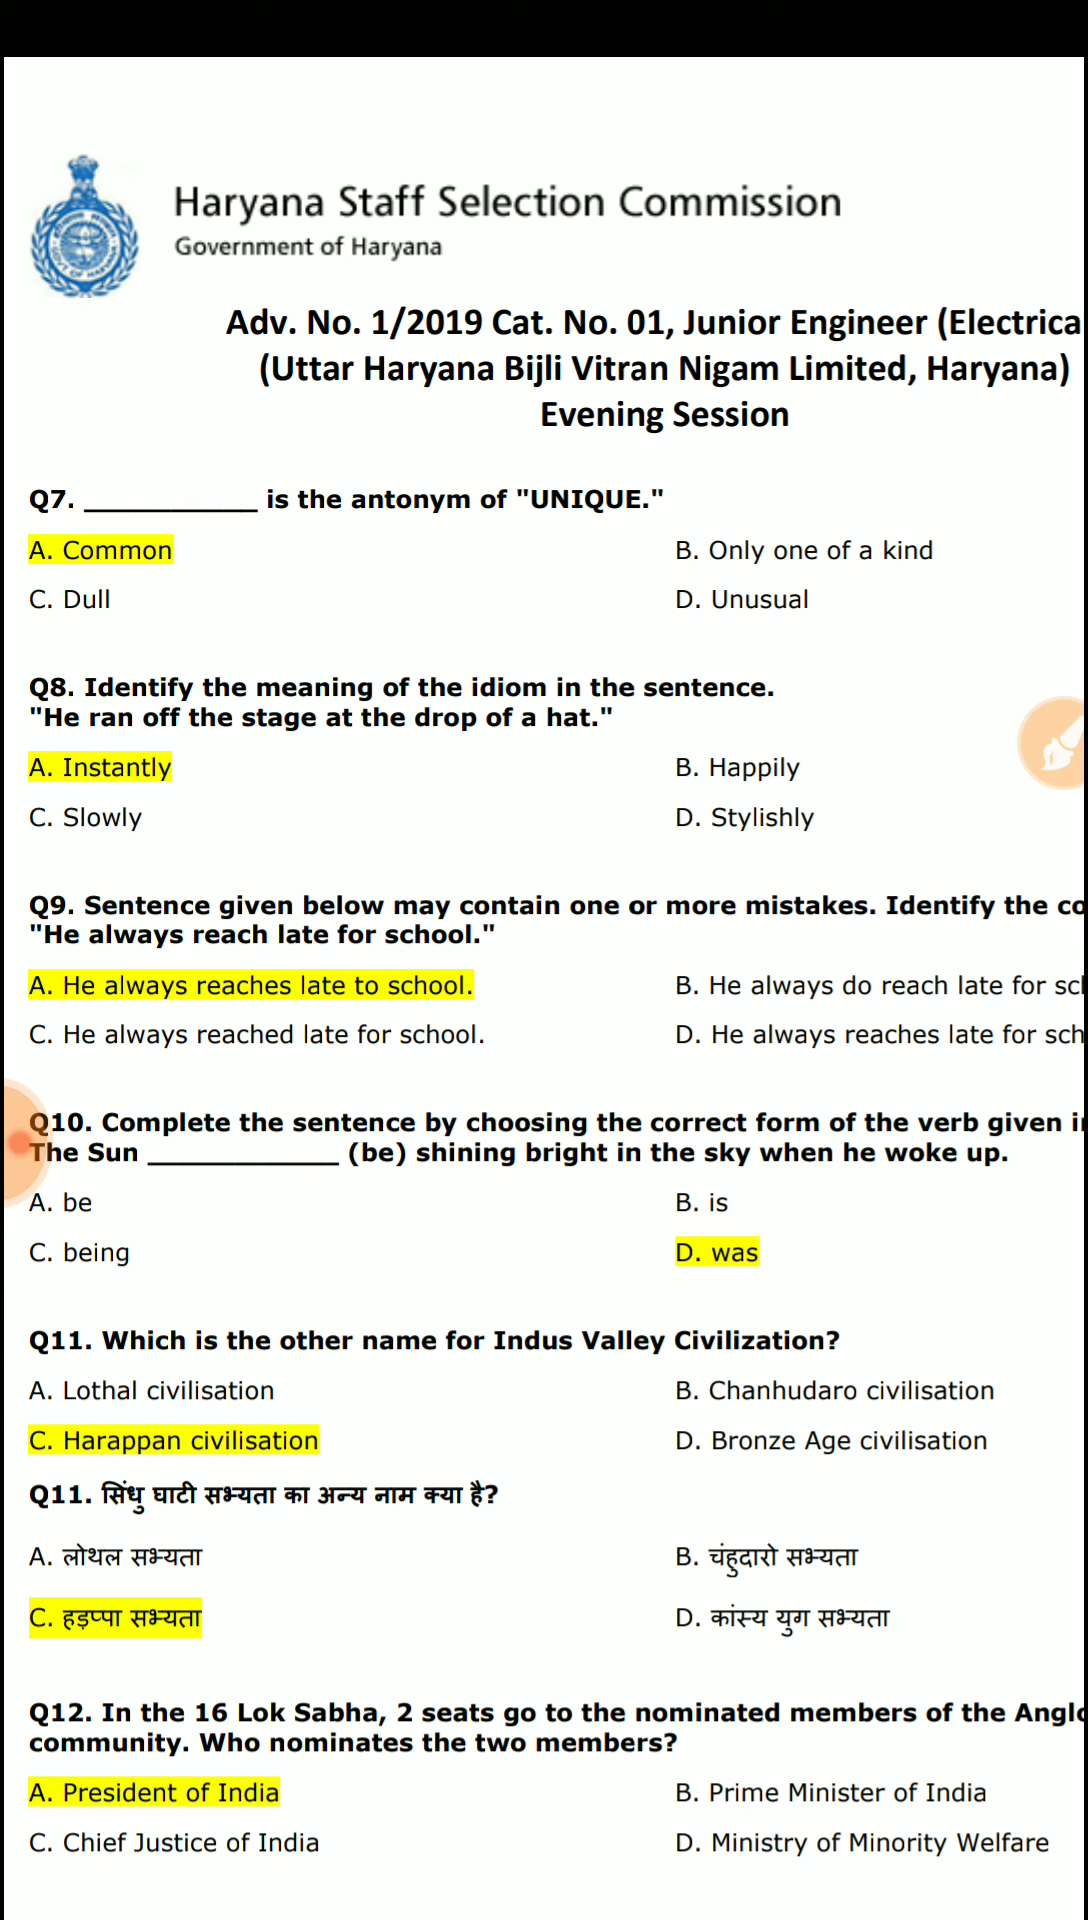 Haryana Staff Selection Commission
Government of Haryana
Adv. No. 1/2019 Cat. No. 01, Junior Engineer (Electrica
(Uttar Haryana Bijli Vitran Nigam Limited, Haryana)
Evening Session
Q7. ____________ is the antonym of "UNIQUE."
A. Common B. Only one of a kind
C. Dull D. Unusual
Q8. Identify the meaning of the idiom in the sentence.
"He ran off the stage at the drop of a hat."
A. Instantly B. Happily
C. Slowly D. Stylishly
Q9. Sentence given below may contain one or more mistakes. Identify the co
"He always reach late for school."
A. He always reaches late to school. B. He always do reach late for sch
C. He always reached late for school. D. He always reaches late for sch
Q10. Complete the sentence by choosing the correct form of the verb given i
The Sun _____________ (be) shining bright in the sky when he woke up.
A. be B. is
C. being D. was
Q11. Which is the other name for Indus Valley Civilization?
A. Lothal civilisation B. Chanhudaro civilisation
C. Harappan civilisation D. Bronze Age civilisation
Q11. सिंधु घाटी सभ्यता का अन्य नाम क्या है?
A. लोथल सभ्यता B. चंहुदारो सभ्यता
C. हड़प्पा सभ्यता D. कांस्य युग सभ्यता
Q12. In the 16 Lok Sabha, 2 seats go to the nominated members of the Anglo
community. Who nominates the two members?
A. President of India B. Prime Minister of India
C. Chief Justice of India D. Ministry of Minority Welfare